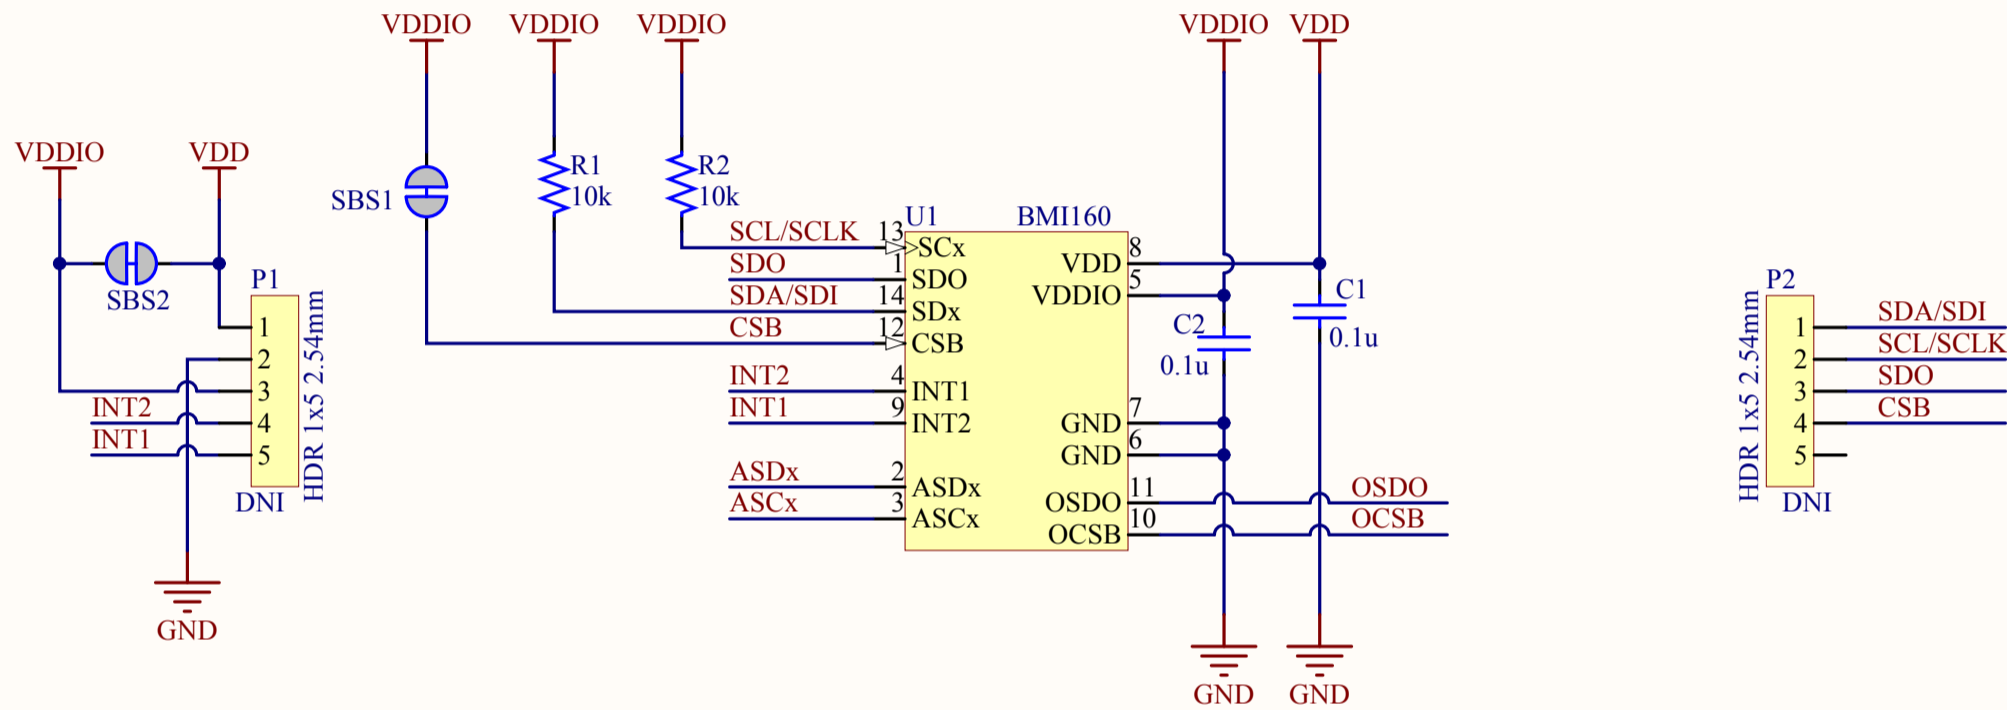 VDDIO
VDD
SBS2
P1
1
2
3
4
5
INT2
INT1
HDR 1x5 2.54mm
DNI
GND
VDDIO
VDDIO
VDDIO
SBS1
R1
10k
R2
10k
U1
BMI160
SCL/SCLK
13
SCx
SDO
1
SDO
SDA/SDI
14
SDx
CSB
12
CSB
INT2
4
INT1
INT1
9
INT2
ASDx
2
ASDx
ASCx
3
ASCx
VDD
8
VDDIO
5
GND
7
GND
6
OSDO
11
OSDO
OCSB
10
OCSB
VDDIO
VDD
C1
0.1u
C2
0.1u
GND
GND
P2
1
2
3
4
5
SDA/SDI
SCL/SCLK
SDO
CSB
HDR 1x5 2.54mm
DNI